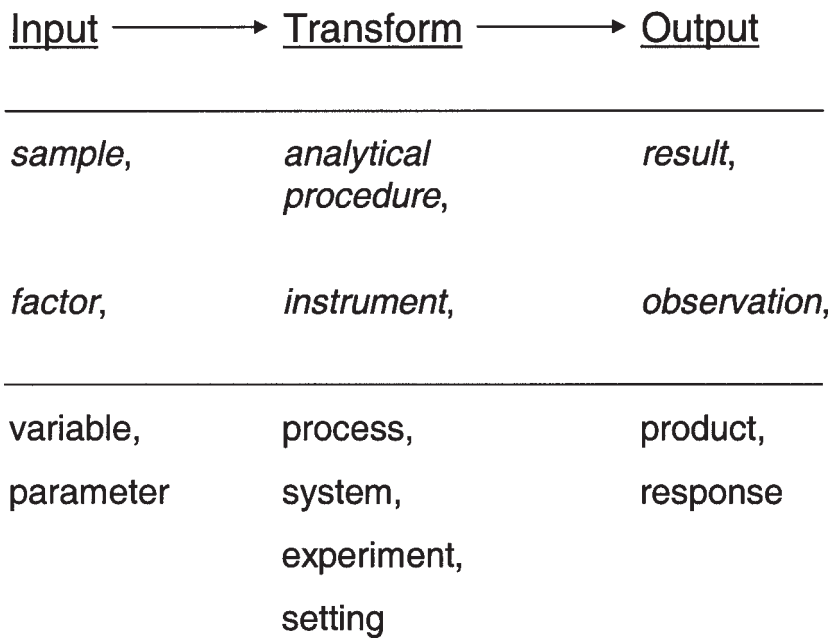 Input → Transform → Output
sample, analytical result,
procedure,
factor, instrument, observation,
variable, process, product,
parameter system, response
experiment,
setting